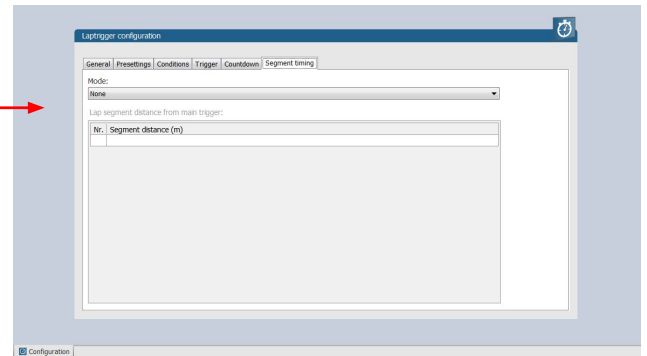 Laptrigger configuration
General Presettings Conditions Trigger Countdown Segment timing
Mode:
None
Lap segment distance from main trigger:
Nr. Segment distance (m)
Configuration